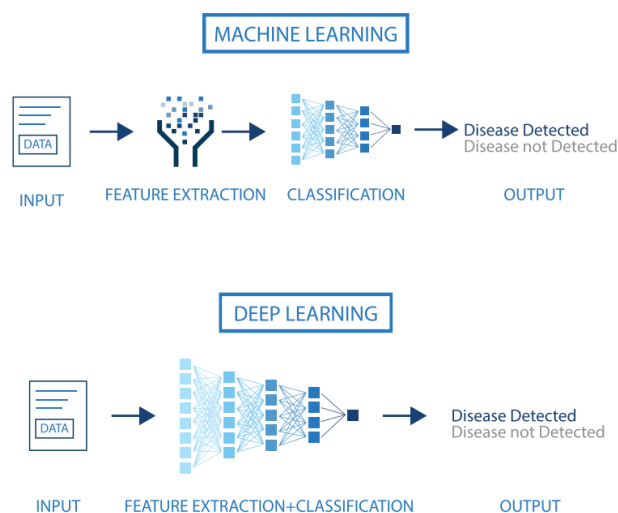 MACHINE LEARNING
DATA
Disease Detected
Disease not Detected
INPUT
FEATURE EXTRACTION
CLASSIFICATION
OUTPUT
DEEP LEARNING
DATA
Disease Detected
Disease not Detected
INPUT
FEATURE EXTRACTION+CLASSIFICATION
OUTPUT